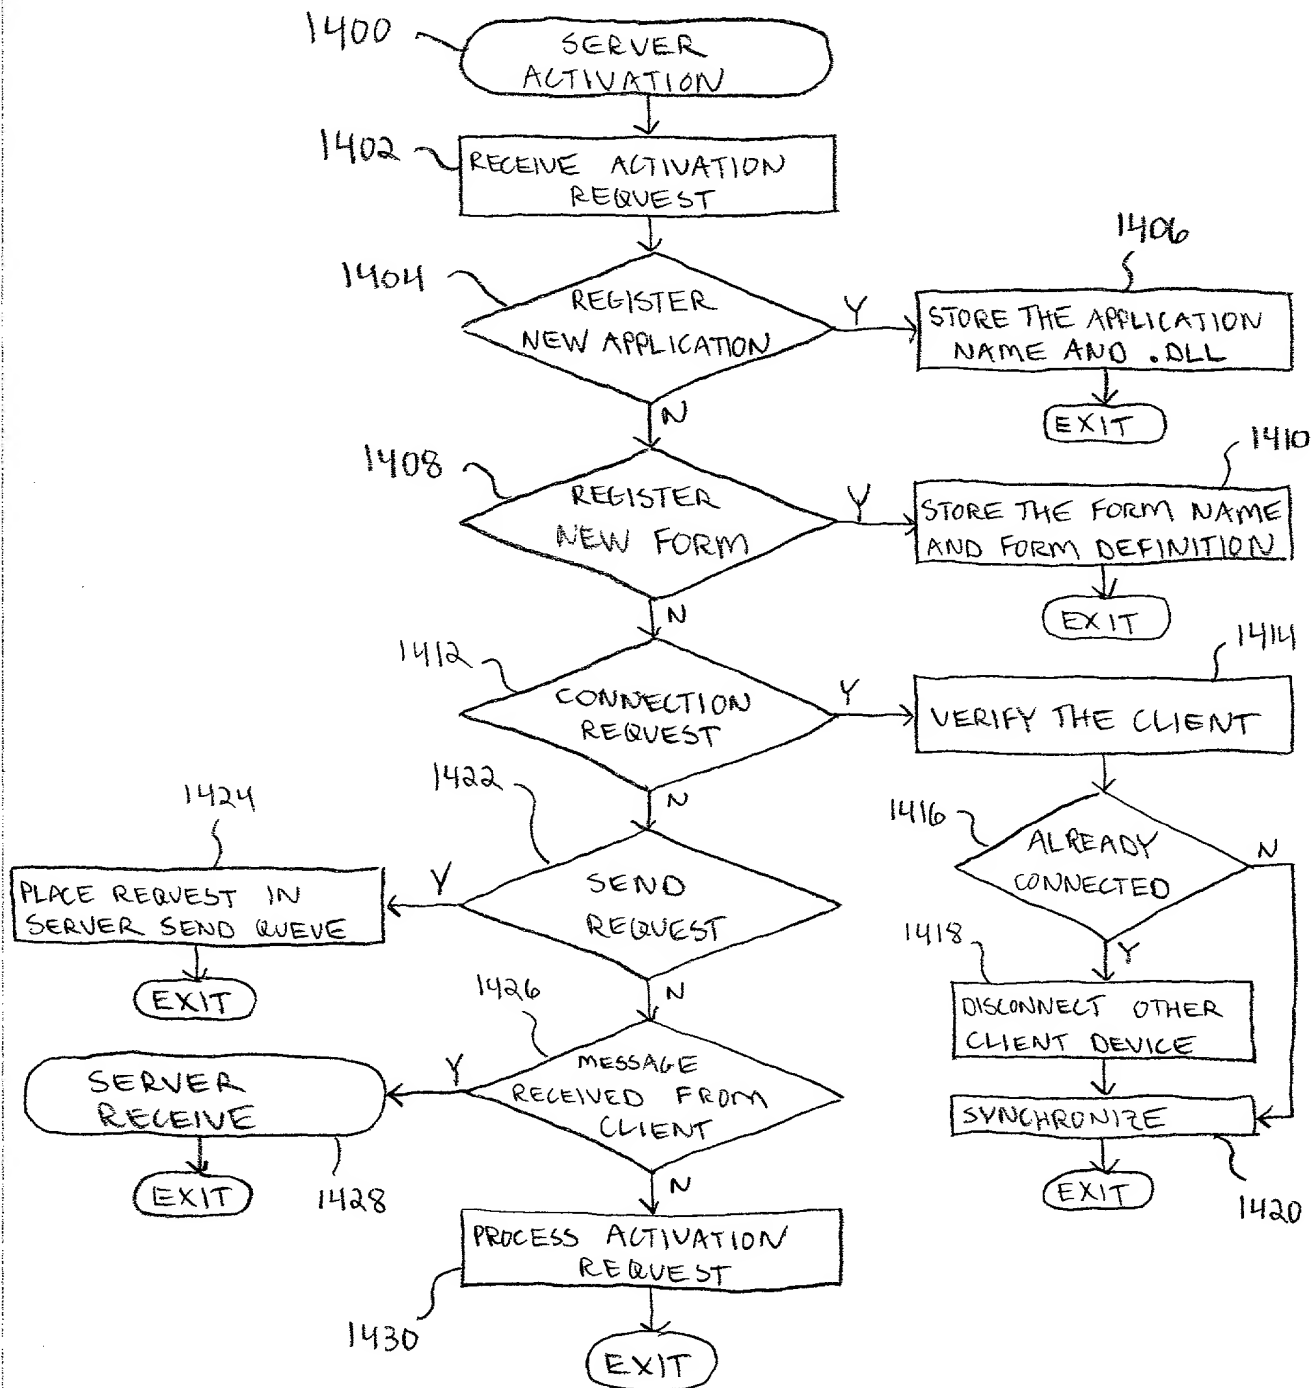 1400
SERVER
ACTIVATION
1402
RECEIVE ACTIVATION
REQUEST
1404
REGISTER
NEW APPLICATION
Y
1406
STORE THE APPLICATION
NAME AND .DLL
EXIT
N
1408
REGISTER
NEW FORM
Y
1410
STORE THE FORM NAME
AND FORM DEFINITION
EXIT
N
1412
CONNECTION
REQUEST
Y
1414
VERIFY THE CLIENT
1416
ALREADY
CONNECTED
N
Y
1418
DISCONNECT OTHER
CLIENT DEVICE
SYNCHRONIZE
1420
EXIT
N
1422
SEND
REQUEST
Y
1424
PLACE REQUEST IN
SERVER SEND QUEUE
EXIT
N
1426
MESSAGE
RECEIVED FROM
CLIENT
Y
SERVER
RECEIVE
1428
EXIT
N
PROCESS ACTIVATION
REQUEST
1430
EXIT